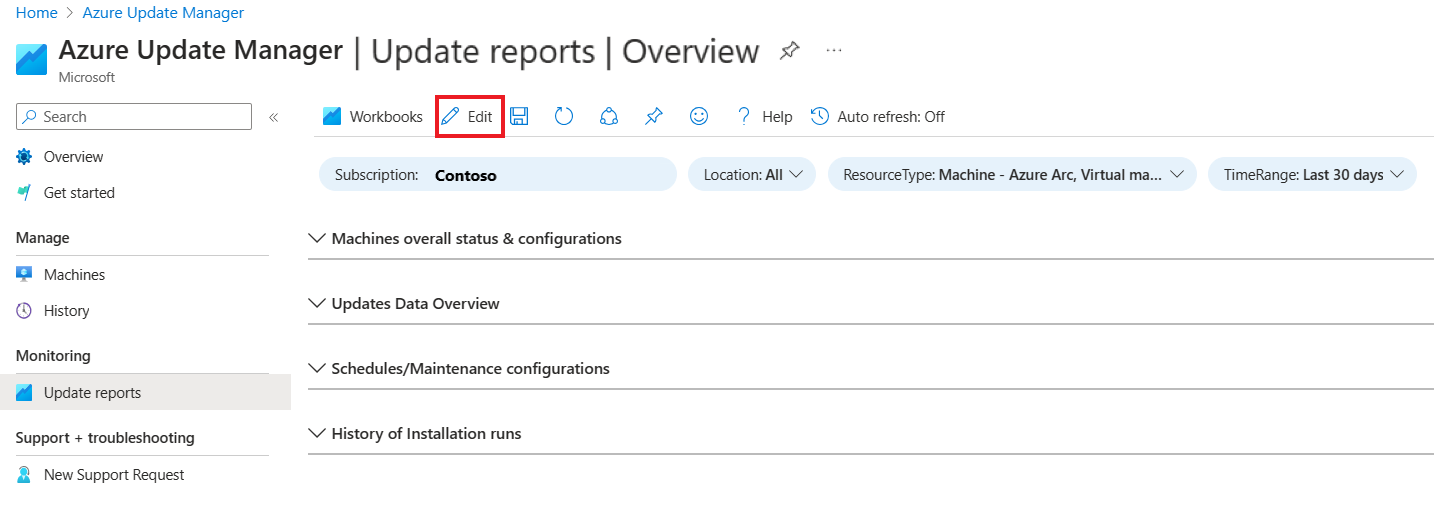 Home > Azure Update Manager
Azure Update Manager | Update reports | Overview ...
Microsoft
Search «
Workbooks Edit Help Auto refresh: Off
Overview
Get started
Subscription: Contoso Location: All ResourceType: Machine - Azure Arc, Virtual ma... TimeRange: Last 30 days
Manage
Machines
History
Machines overall status & configurations
Updates Data Overview
Monitoring
Update reports
Schedules/Maintenance configurations
Support + troubleshooting
New Support Request
History of Installation runs